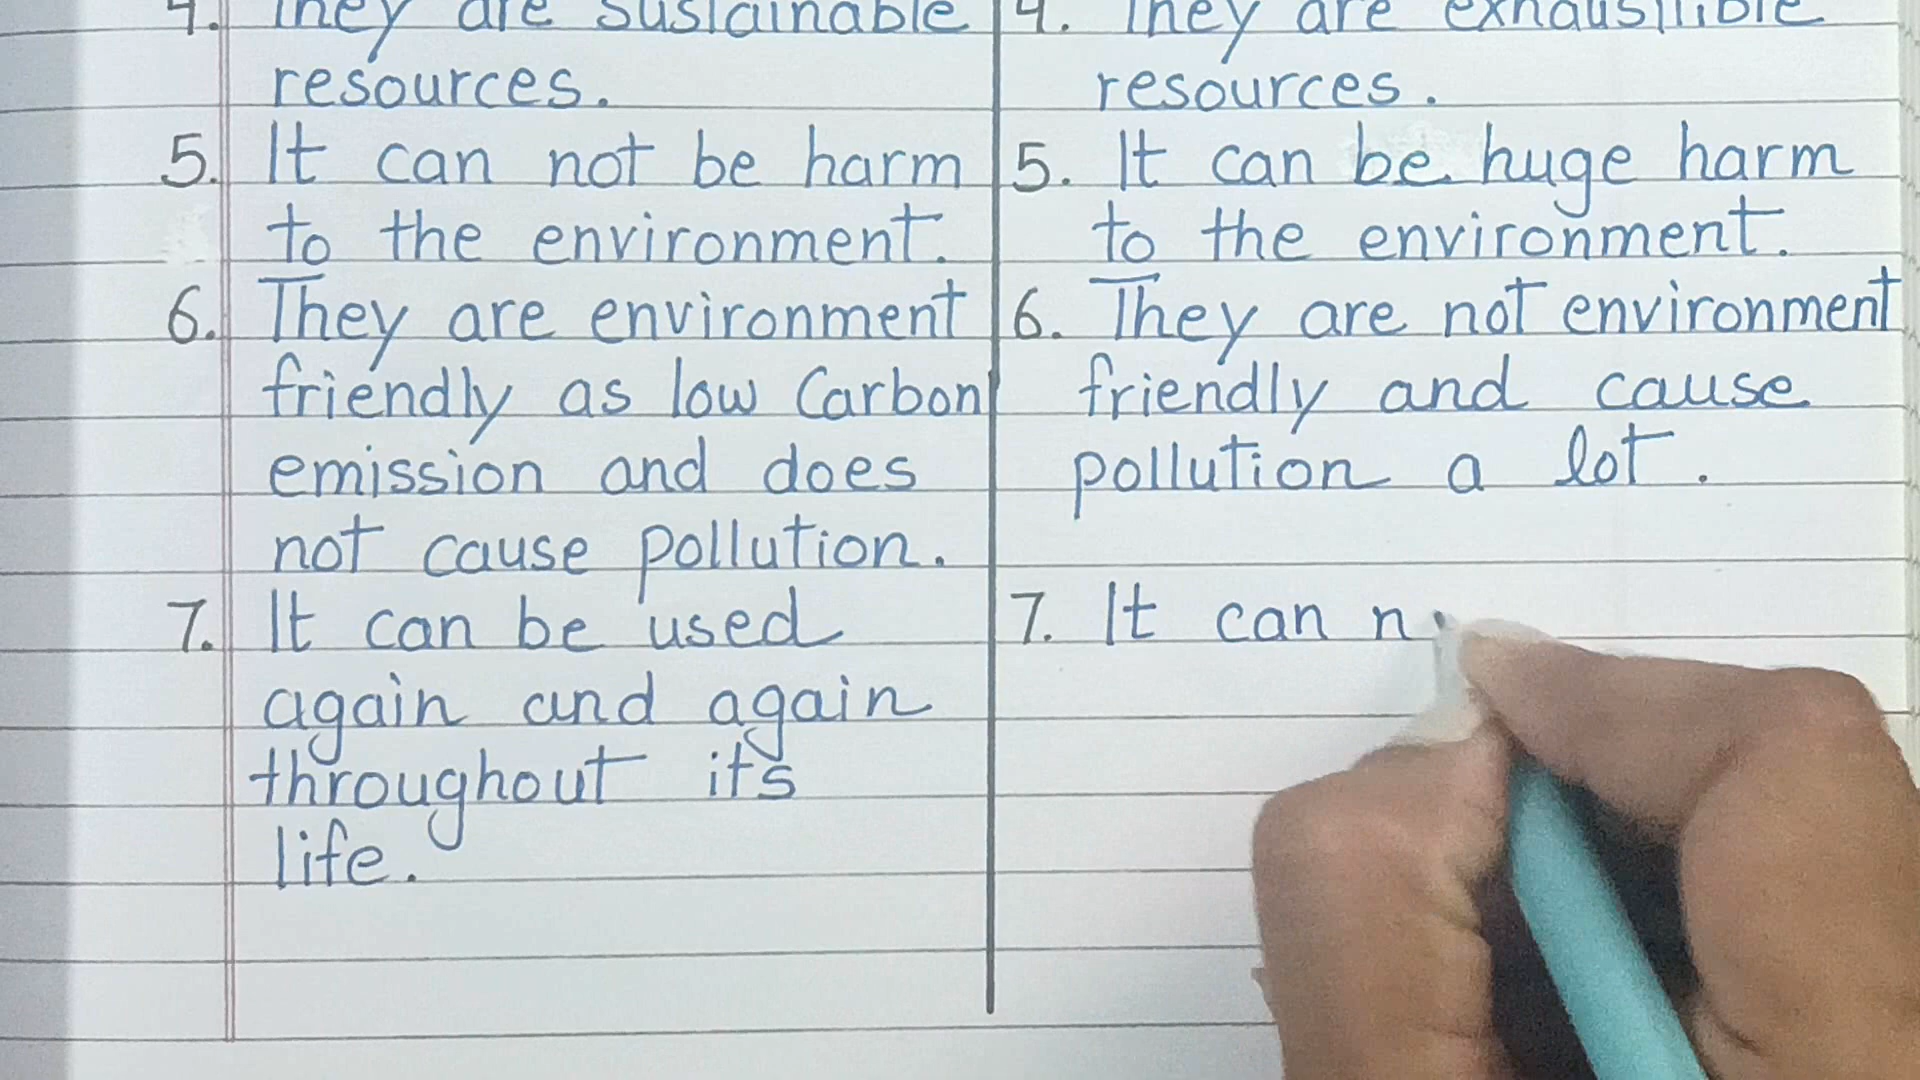 4. They are sustainable
resources.
5. It can not be harm
to the environment.
6. They are environment
friendly as low Carbon
emission and does
not cause pollution.
7. It can be used
again and again
throughout it's
life.
4. They are exhaustible
resources.
5. It can be huge harm
to the environment.
6. They are not environment
friendly and cause
pollution a lot.
7. It can n